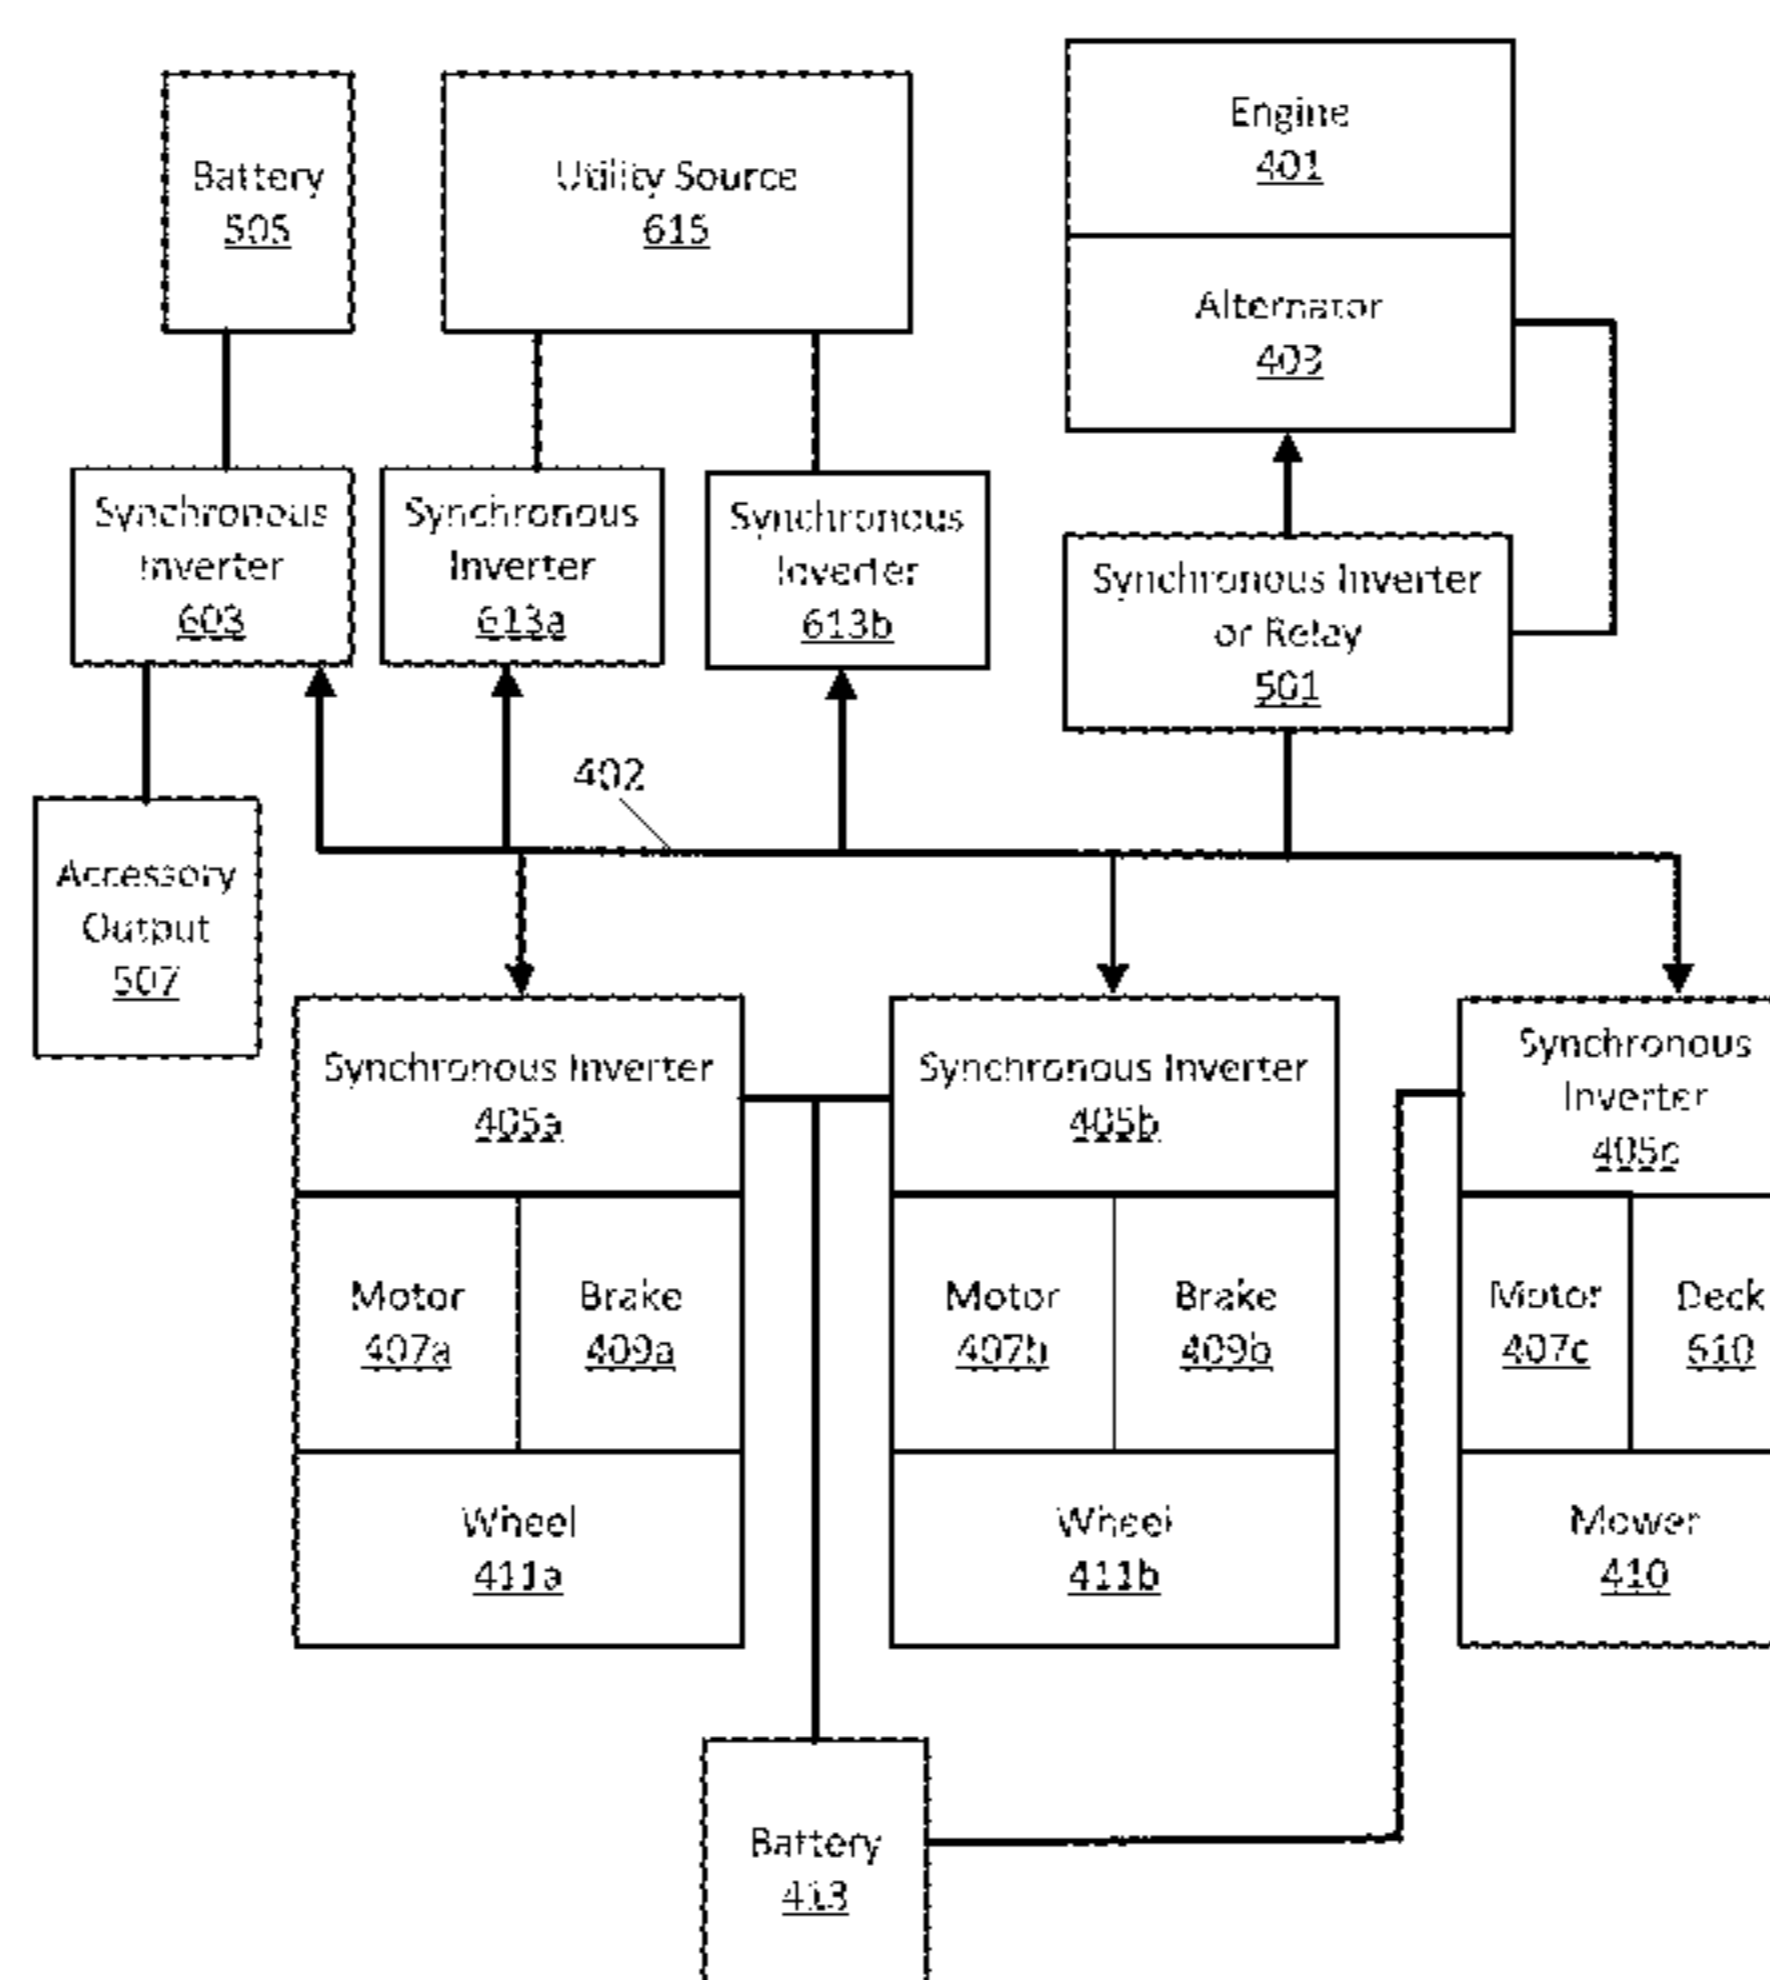 Battery
505
Utility Source
615
Engine
401
Alternator
403
Synchronous
Inverter
603
Synchronous
Inverter
613a
Synchronous
Inverter
613b
Synchronous Inverter
or Relay
501
402
Accessory
Output
507
Synchronous Inverter
405a
Synchronous Inverter
405b
Synchronous
Inverter
405c
Motor
407a
Brake
409a
Motor
407b
Brake
409b
Motor
407c
Deck
610
Wheel
411a
Wheel
411b
Mower
410
Battery
413